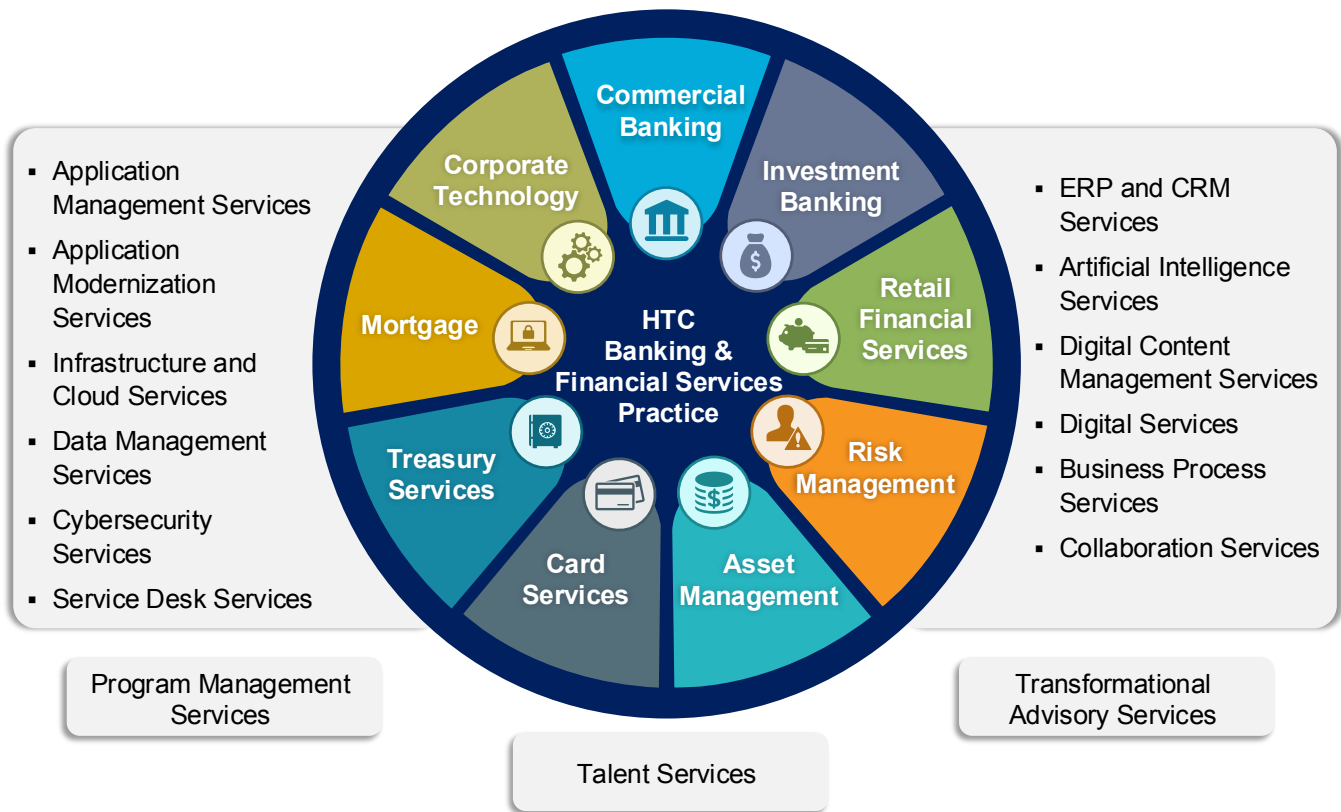 Commercial
Banking
Investment
Banking
Retail
Financial
Services
Risk
Management
Asset
Management
Card
Services
Treasury
Services
Mortgage
Corporate
Technology
HTC
Banking &
Financial Services
Practice
▪ Application
Management Services
▪ Application
Modernization
Services
▪ Infrastructure and
Cloud Services
▪ Data Management
Services
▪ Cybersecurity
Services
▪ Service Desk Services
▪ ERP and CRM
Services
▪ Artificial Intelligence
Services
▪ Digital Content
Management Services
▪ Digital Services
▪ Business Process
Services
▪ Collaboration Services
Program Management
Services
Talent Services
Transformational
Advisory Services